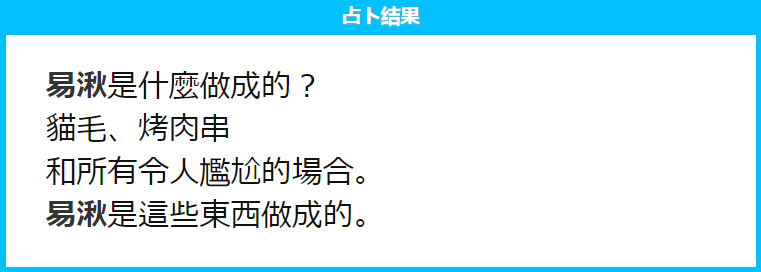 占卜结果
易湫是什麼做成的？
貓毛、烤肉串
和所有令人尷尬的場合。
易湫是這些東西做成的。